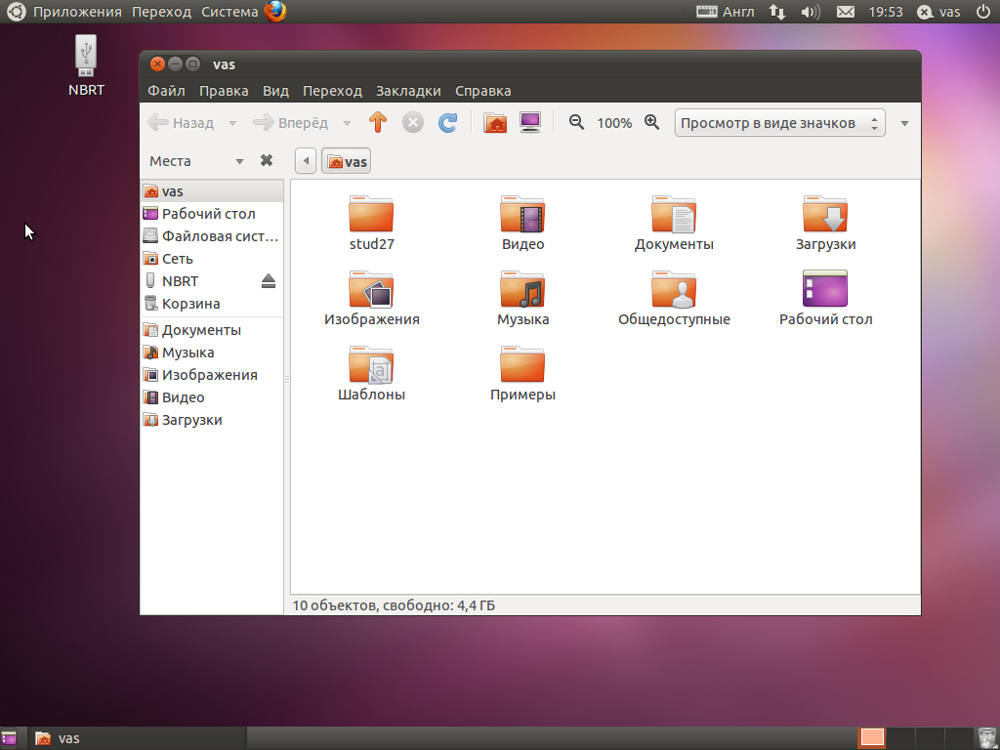 Приложения Переход Система Англ 19:53 vas
NBRT
vas
Файл Правка Вид Переход Закладки Справка
Назад Вперёд 100% Просмотр в виде значков
Места vas
vas
Рабочий стол
Файловая сист...
Сеть
NBRT
Корзина
Документы
Музыка
Изображения
Видео
Загрузки
stud27 Видео Документы Загрузки
Изображения Музыка Общедоступные Рабочий стол
Шаблоны Примеры
10 объектов, свободно: 4,4 ГБ
vas